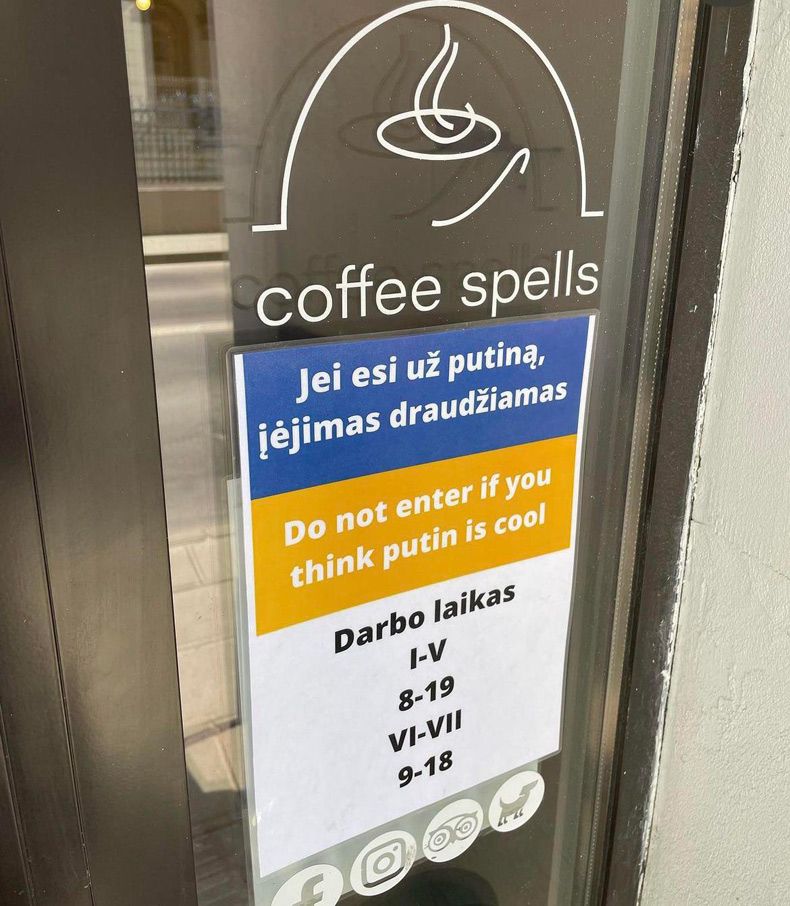 coffee spells
Jei esi už putiną,
įėjimas draudžiamas
Do not enter if you
think putin is cool
Darbo laikas
I-V
8-19
VI-VII
9-18